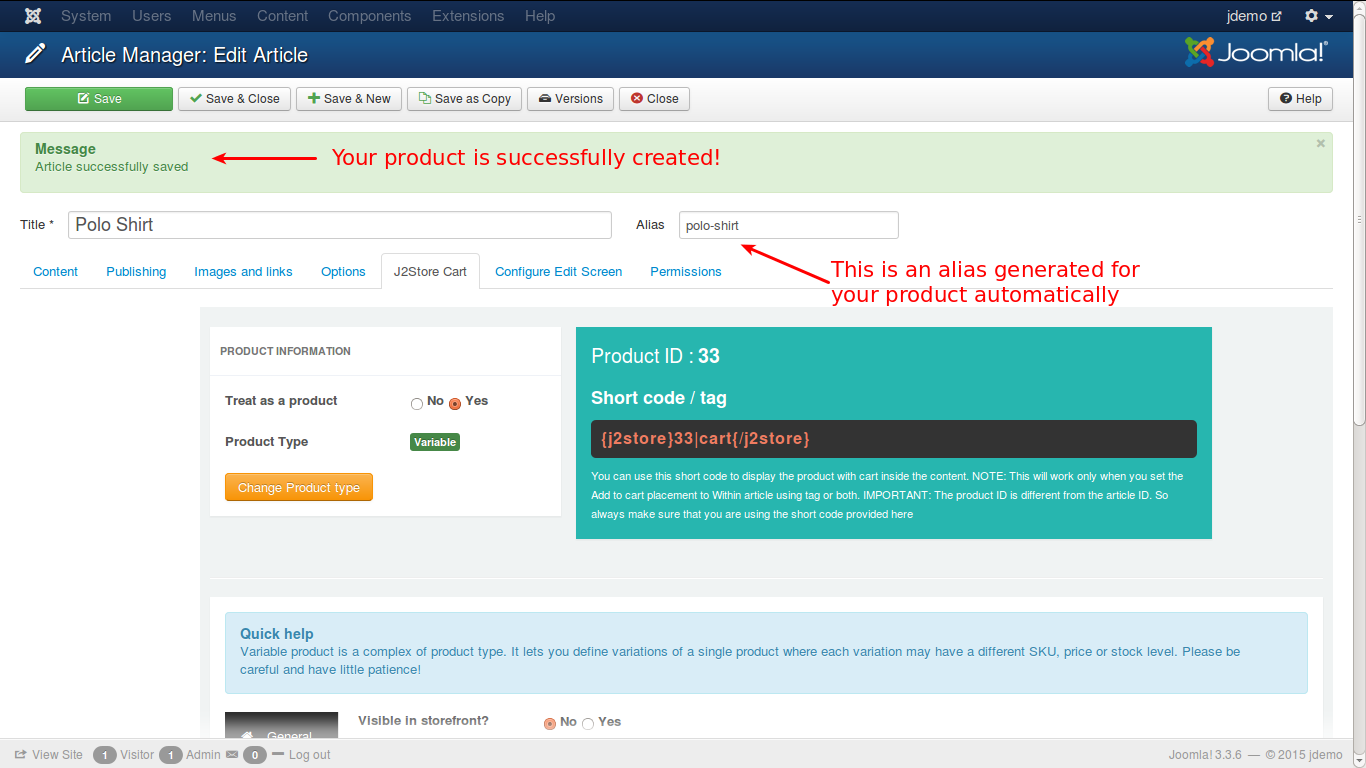 System Users Menus Content Components Extensions Help jdemo
Article Manager: Edit Article Joomla!®
Save Save & Close Save & New Save as Copy Versions Close Help
Message ×
Article successfully saved
Your product is successfully created!
Title * Polo Shirt Alias polo-shirt
This is an alias generated for
your product automatically
Content Publishing Images and links Options J2Store Cart Configure Edit Screen Permissions
PRODUCT INFORMATION
Treat as a product No Yes
Product Type Variable
Change Product type
Product ID : 33
Short code / tag
{j2store}33|cart{/j2store}
You can use this short code to display the product with cart inside the content. NOTE: This will work only when you set the
Add to cart placement to Within article using tag or both. IMPORTANT: The product ID is different from the article ID. So
always make sure that you are using the short code provided here
Quick help
Variable product is a complex of product type. It lets you define variations of a single product where each variation may have a different SKU, price or stock level. Please be
careful and have little patience!
General Visible in storefront? No Yes
View Site 1 Visitor 1 Admin 0 Log out Joomla! 3.3.6 — © 2015 jdemo